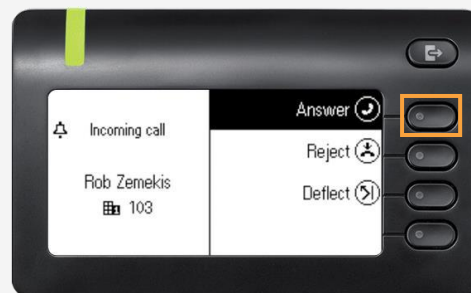 Incoming call
Rob Zemekis
103
Answer
Reject
Deflect